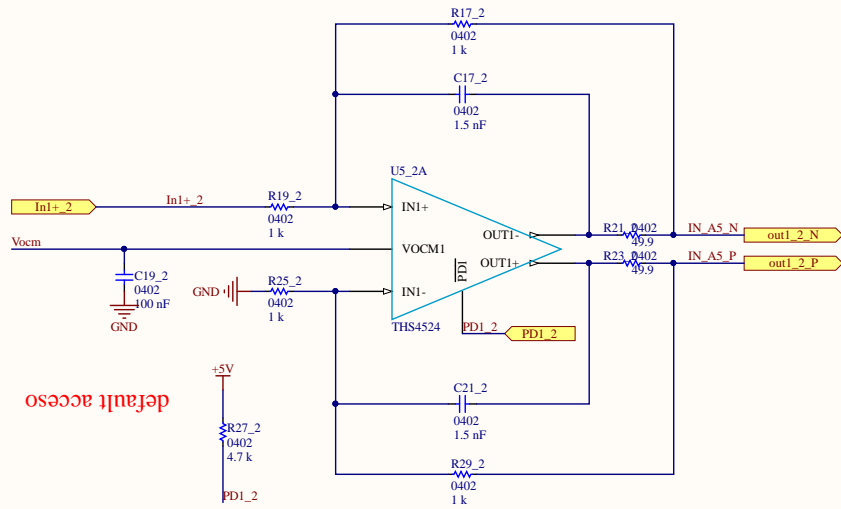 R17_2
0402
1 k
C17_2
0402
1.5 nF
U5_2A
In1+_2
In1+_2
R19_2
0402
1 k
IN1+
OUT1-
R21_2
0402
49.9
IN_A5_N
out1_2_N
Vocm
VOCM1
C19_2
0402
100 nF
GND
GND
R25_2
0402
1 k
IN1-
PD1
OUT1+
R23_2
0402
49.9
IN_A5_P
out1_2_P
THS4524
PD1_2
PD1_2
+5V
default acceso
R27_2
0402
4.7 k
PD1_2
C21_2
0402
1.5 nF
R29_2
0402
1 k